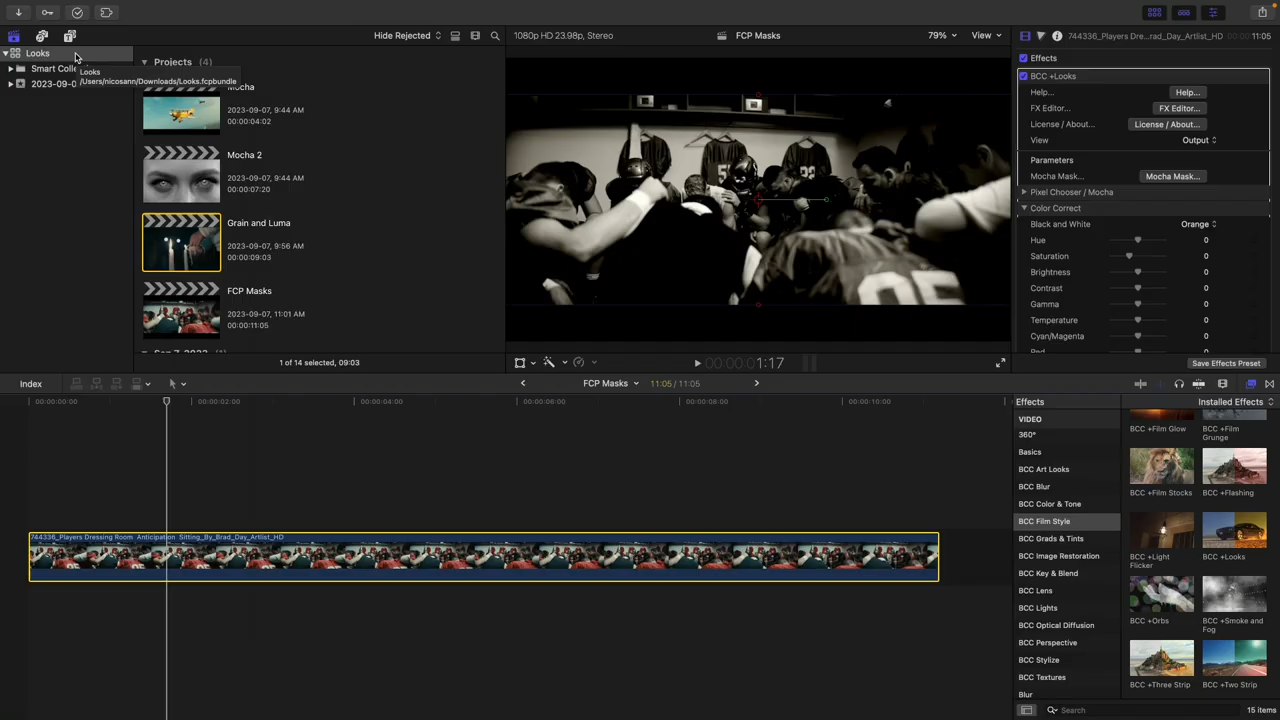 Hide Rejected
1080p HD 23.98p, Stereo
FCP Masks
79%
View
744336_Players Dre...rad_Day_Artlist_HD
11:05
Looks
Smart Colle
2023-09-0
Looks
/Users/nicosann/Downloads/Looks.fcpbundle
Projects (4)
Mocha
2023-09-07, 9:44 AM
00:00:04:02
Mocha 2
2023-09-07, 9:44 AM
00:00:07:20
Grain and Luma
2023-09-07, 9:56 AM
00:00:09:03
FCP Masks
2023-09-07, 11:01 AM
00:00:11:05
1 of 14 selected, 09:03
00:00:00
1:17
Effects
BCC +Looks
Help...
Help...
FX Editor...
FX Editor...
License / About...
License / About...
View
Output
Parameters
Mocha Mask...
Mocha Mask...
Pixel Chooser / Mocha
Color Correct
Black and White
Orange
Hue
0
Saturation
0
Brightness
0
Contrast
0
Gamma
0
Temperature
0
Cyan/Magenta
0
Save Effects Preset
Index
FCP Masks
11:05 / 11:05
00:00:00:00
00:00:02:00
00:00:04:00
00:00:06:00
00:00:08:00
00:00:10:00
744336_Players Dressing Room Anticipation Sitting_By_Brad_Day_Artlist_HD
Effects
Installed Effects
VIDEO
360°
Basics
BCC Art Looks
BCC Blur
BCC Color & Tone
BCC Film Style
BCC Grads & Tints
BCC Image Restoration
BCC Key & Blend
BCC Lens
BCC Lights
BCC Optical Diffusion
BCC Perspective
BCC Stylize
BCC Textures
Blur
BCC +Film Glow
BCC +Film Grunge
BCC +Film Stocks
BCC +Flashing
BCC +Light Flicker
BCC +Looks
BCC +Orbs
BCC +Smoke and Fog
BCC +Three Strip
BCC +Two Strip
Search
15 items